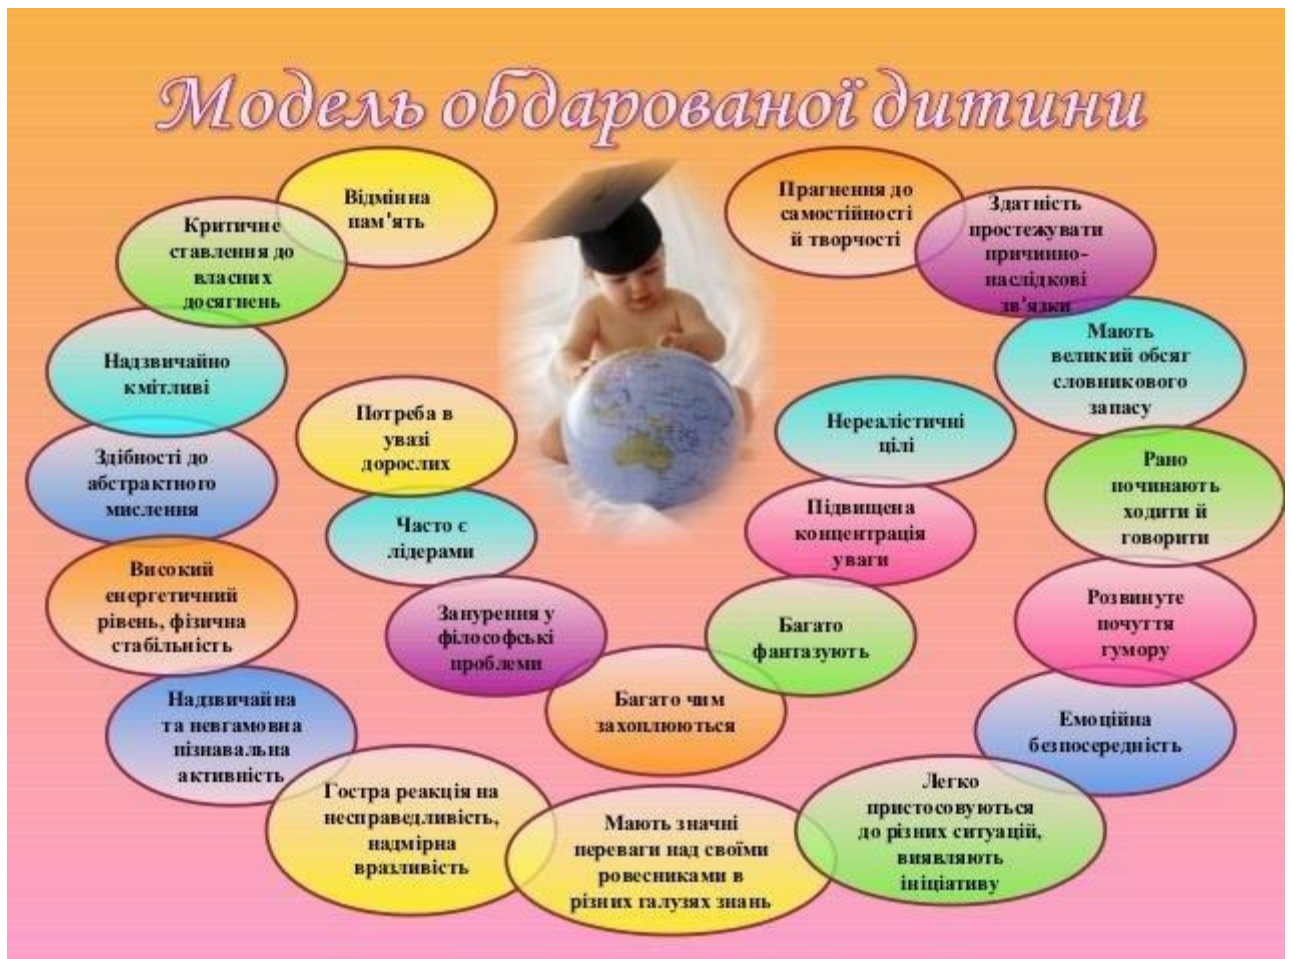 Модель обдарованої дитини
Відмінна
пам'ять
Критичне
ставлення до
власних
досягнень
Надзвичайно
кмітливі
Здібності до
абстрактного
мислення
Високий
енергетичний
рівень, фізична
стабільність
Надзвичайна
та невгамовна
пізнавальна
активність
Гостра реакція на
несправедливість,
надмірна
вразливість
Мають значні
переваги над своїми
ровесниками в
різних галузях знань
Легко
пристосовуються
до різних ситуацій,
виявляють
ініціативу
Емоційна
безпосередність
Розвинуте
почуття
гумору
Рано
починають
ходити й
говорити
Мають
великий обсяг
словникового
запасу
Здатність
простежувати
причинно-
наслідкові
зв'язки
Прагнення до
самостійності
й творчості
Потреба в
увазі
дорослих
Часто є
лідерами
Занурення у
філософські
проблеми
Багато чим
захоплюються
Багато
фантазують
Підвищена
концентрація
уваги
Нереалістичні
цілі